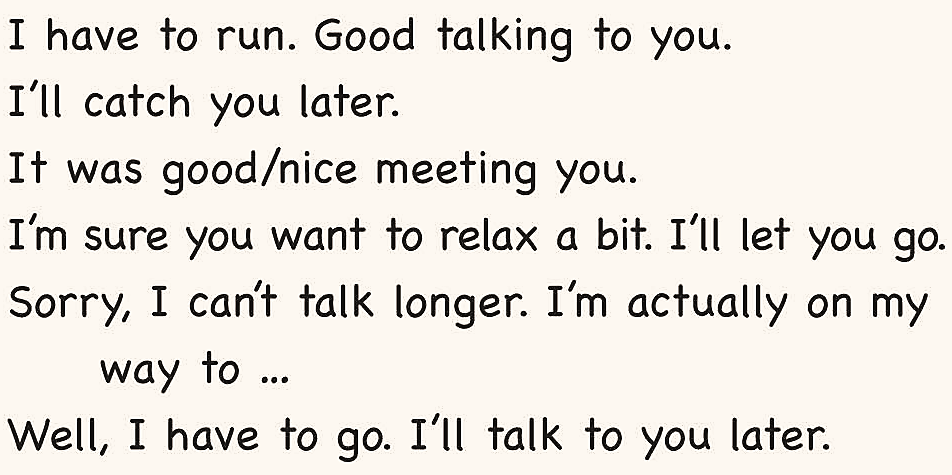 I have to run. Good talking to you.
I'll catch you later.
It was good/nice meeting you.
I'm sure you want to relax a bit. I'll let you go.
Sorry, I can't talk longer. I'm actually on my
way to ...
Well, I have to go. I'll talk to you later.